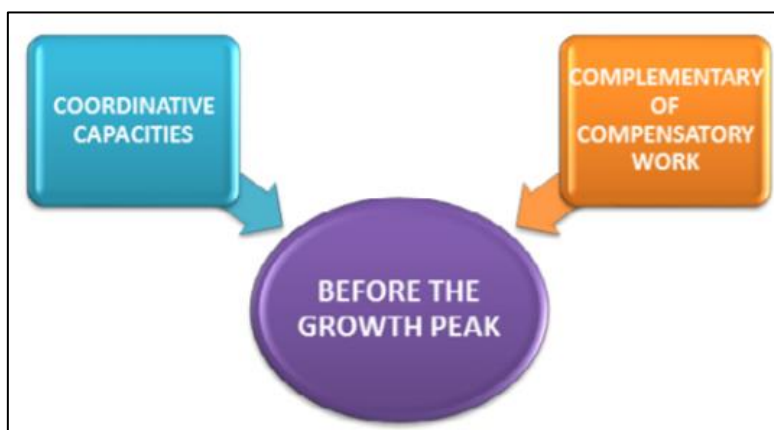 COORDINATIVE
CAPACITIES
COMPLEMENTARY
OF
COMPENSATORY
WORK
BEFORE THE
GROWTH PEAK